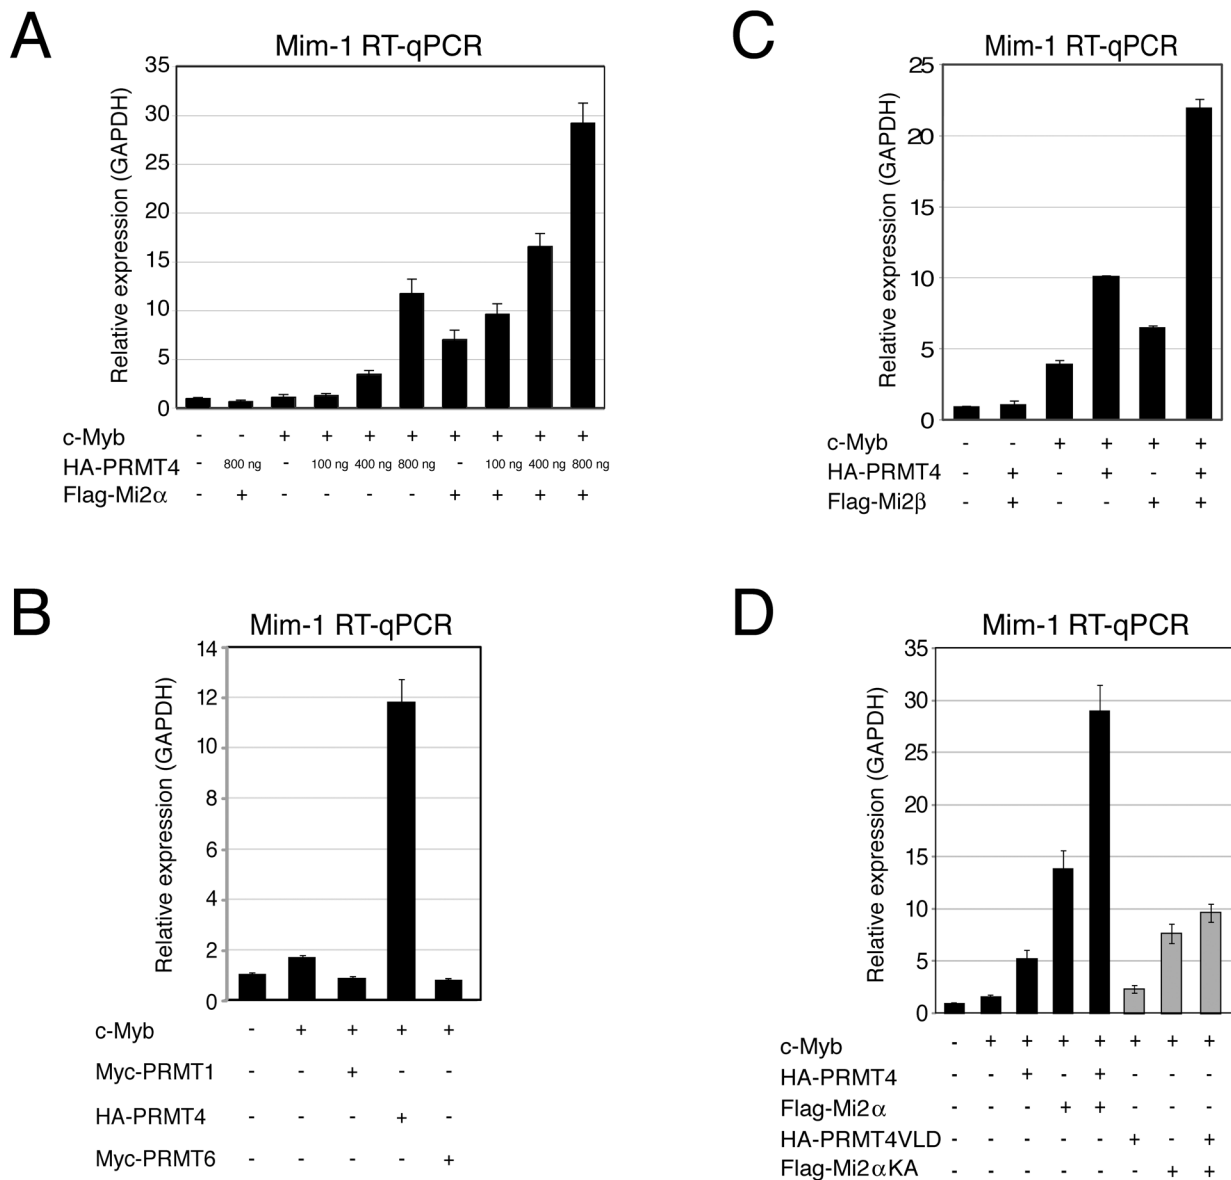 A
Mim-1 RT-qPCR
Relative expression (GAPDH)
35
30
25
20
15
10
5
0
c-Myb - - + + + + + + + +
HA-PRMT4 - 800 ng - 100 ng 400 ng 800 ng - 100 ng 400 ng 800 ng
Flag-Mi2α - + - - - - + + + +
B
Mim-1 RT-qPCR
Relative expression (GAPDH)
14
12
10
8
6
4
2
0
c-Myb - + + + +
Myc-PRMT1 - - + - -
HA-PRMT4 - - - + -
Myc-PRMT6 - - - - +
C
Mim-1 RT-qPCR
Relative expression (GAPDH)
25
20
15
10
5
0
c-Myb - - + + + +
HA-PRMT4 - + - + - +
Flag-Mi2β - + - - + +
D
Mim-1 RT-qPCR
Relative expression (GAPDH)
35
30
25
20
15
10
5
0
c-Myb - + + + + + + +
HA-PRMT4 - - + - + - - -
Flag-Mi2α - - - + + - - -
HA-PRMT4VLD - - - - - + - +
Flag-Mi2αKA - - - - - - + +